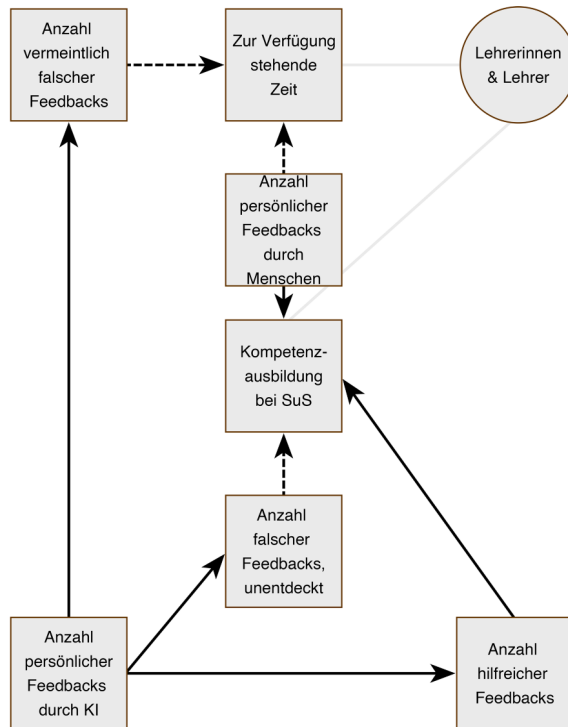 Anzahl
vermeintlich
falscher
Feedbacks
Zur Verfügung
stehende
Zeit
Lehrerinnen
& Lehrer
Anzahl
persönlicher
Feedbacks
durch
Menschen
Kompetenz-
ausbildung
bei SuS
Anzahl
falscher
Feedbacks,
unentdeckt
Anzahl
persönlicher
Feedbacks
durch KI
Anzahl
hilfreicher
Feedbacks